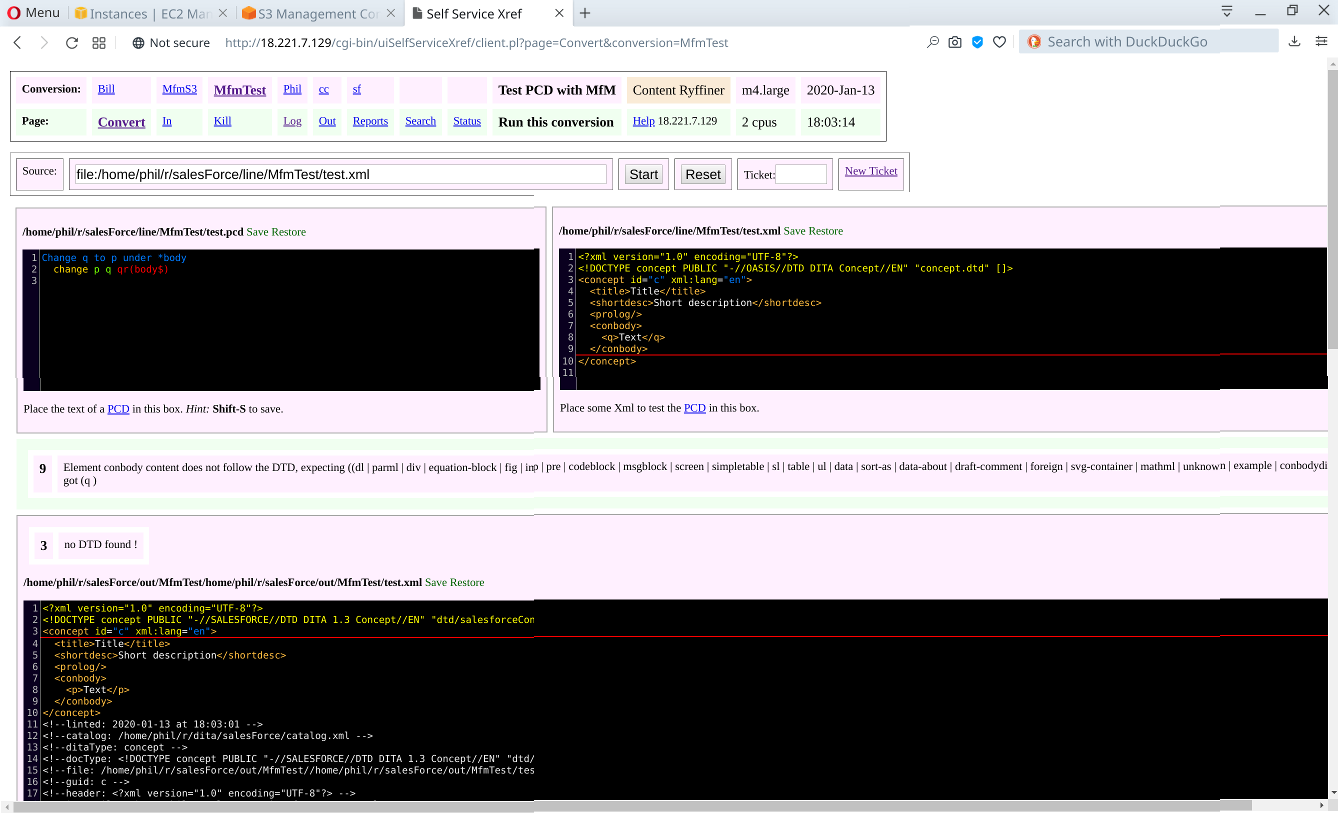 Menu Instances | EC2 Man S3 Management Co Self Service Xref
Not secure http://18.221.7.129/cgi-bin/uiSelfServiceXref/client.pl?page=Convert&conversion=MfmTest Search with DuckDuckGo
Conversion: Bill MfmS3 MfmTest Phil cc sf Test PCD with MfM Content Ryffiner m4.large 2020-Jan-13
Page: Convert In Kill Log Out Reports Search Status Run this conversion Help 18.221.7.129 2 cpus 18:03:14
Source: file:/home/phil/r/salesForce/line/MfmTest/test.xml Start Reset Ticket: New Ticket
/home/phil/r/salesForce/line/MfmTest/test.pcd Save Restore
1 Change q to p under *body
2 change p q qr(body$)
3
Place the text of a PCD in this box. Hint: Shift-S to save.
/home/phil/r/salesForce/line/MfmTest/test.xml Save Restore
1 <?xml version="1.0" encoding="UTF-8"?>
2 <!DOCTYPE concept PUBLIC "-//OASIS//DTD DITA Concept//EN" "concept.dtd" []>
3 <concept id="c" xml:lang="en">
4 <title>Title</title>
5 <shortdesc>Short description</shortdesc>
6 <prolog/>
7 <conbody>
8 <q>Text</q>
9 </conbody>
10 </concept>
11
Place some Xml to test the PCD in this box.
9 Element conbody content does not follow the DTD, expecting ((dl | parml | div | equation-block | fig | inp | pre | codeblock | msgblock | screen | simpletable | sl | table | ul | data | sort-as | data-about | draft-comment | foreign | svg-container | mathml | unknown | example | conbodydi
got (q )
3 no DTD found !
/home/phil/r/salesForce/out/MfmTest/home/phil/r/salesForce/out/MfmTest/test.xml Save Restore
1 <?xml version="1.0" encoding="UTF-8"?>
2 <!DOCTYPE concept PUBLIC "-//SALESFORCE//DTD DITA 1.3 Concept//EN" "dtd/salesforceCon
3 <concept id="c" xml:lang="en">
4 <title>Title</title>
5 <shortdesc>Short description</shortdesc>
6 <prolog/>
7 <conbody>
8 <p>Text</p>
9 </conbody>
10 </concept>
11 <!--linted: 2020-01-13 at 18:03:01 -->
12 <!--catalog: /home/phil/r/dita/salesForce/catalog.xml -->
13 <!--ditaType: concept -->
14 <!--docType: <!DOCTYPE concept PUBLIC "-//SALESFORCE//DTD DITA 1.3 Concept//EN" "dtd/
15 <!--file: /home/phil/r/salesForce/out/MfmTest//home/phil/r/salesForce/out/MfmTest/tes
16 <!--guid: c -->
17 <!--header: <?xml version="1.0" encoding="UTF-8"?> -->